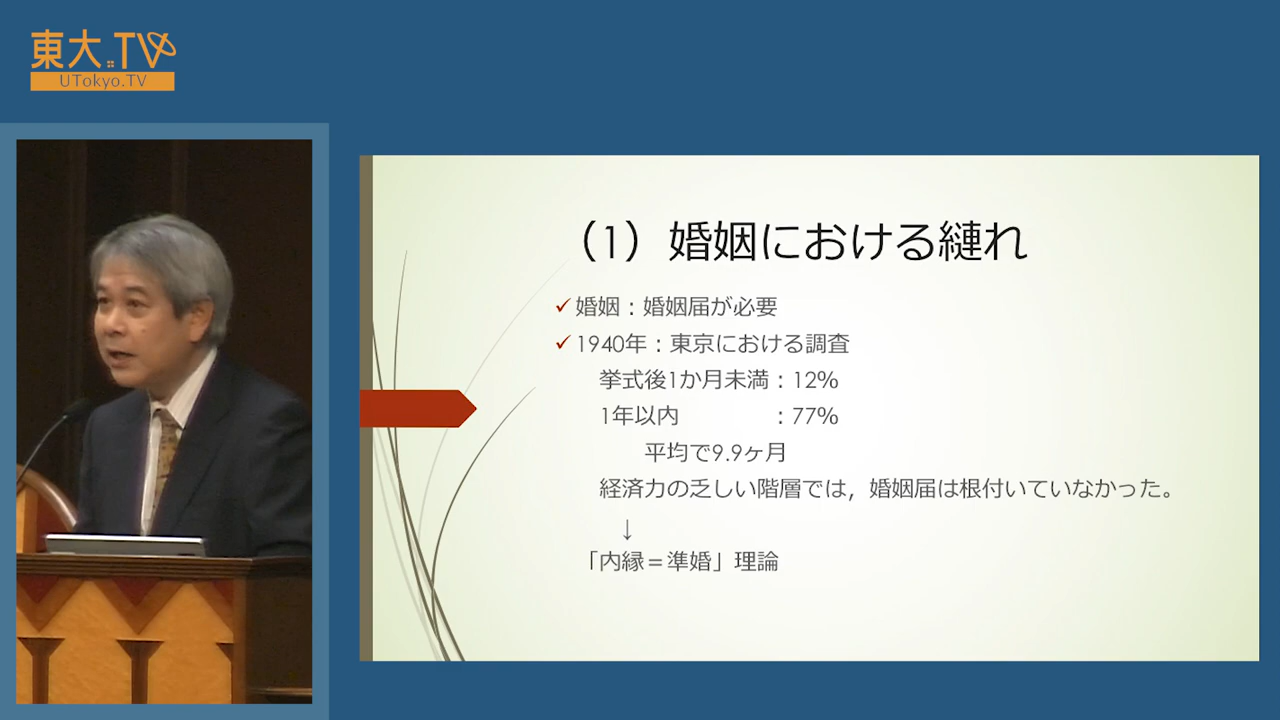 東大.TV
UTokyo.TV
（1）婚姻における縺れ
婚姻：婚姻届が必要
1940年：東京における調査
挙式後1か月未満：12%
1年以内　　　　：77%
平均で9.9ヶ月
経済力の乏しい階層では，婚姻届は根付いていなかった。
↓
「内縁＝準婚」理論